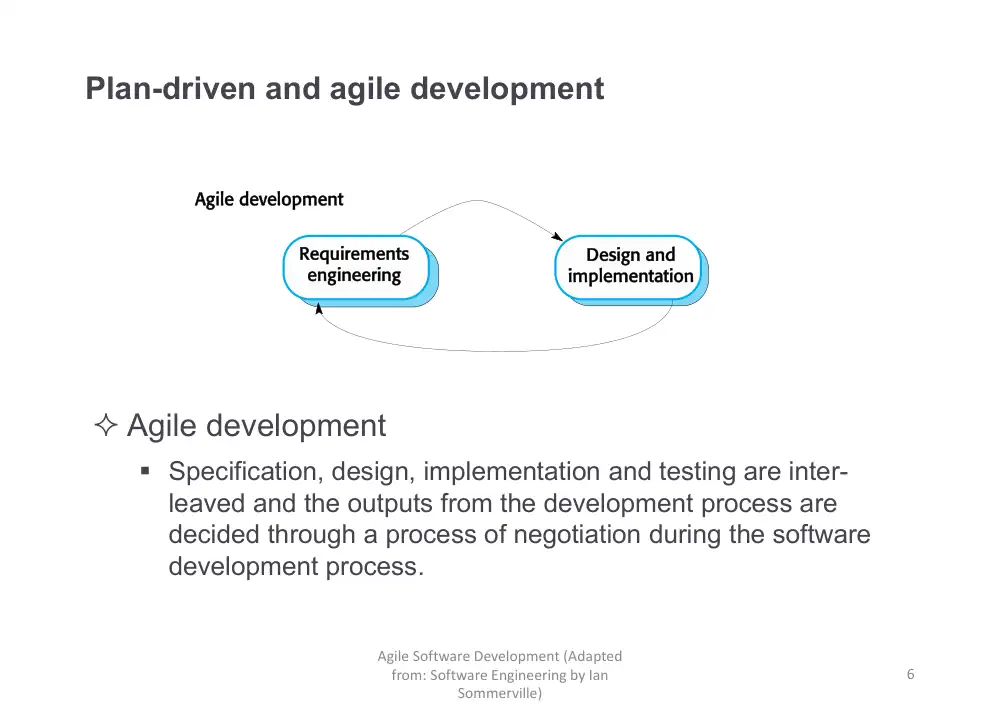 Plan-driven and agile development
Agile development
Requirements
engineering
Design and
implementation
✧ Agile development
▪ Specification, design, implementation and testing are inter-
leaved and the outputs from the development process are
decided through a process of negotiation during the software
development process.
Agile Software Development (Adapted
from: Software Engineering by Ian
Sommerville)
6